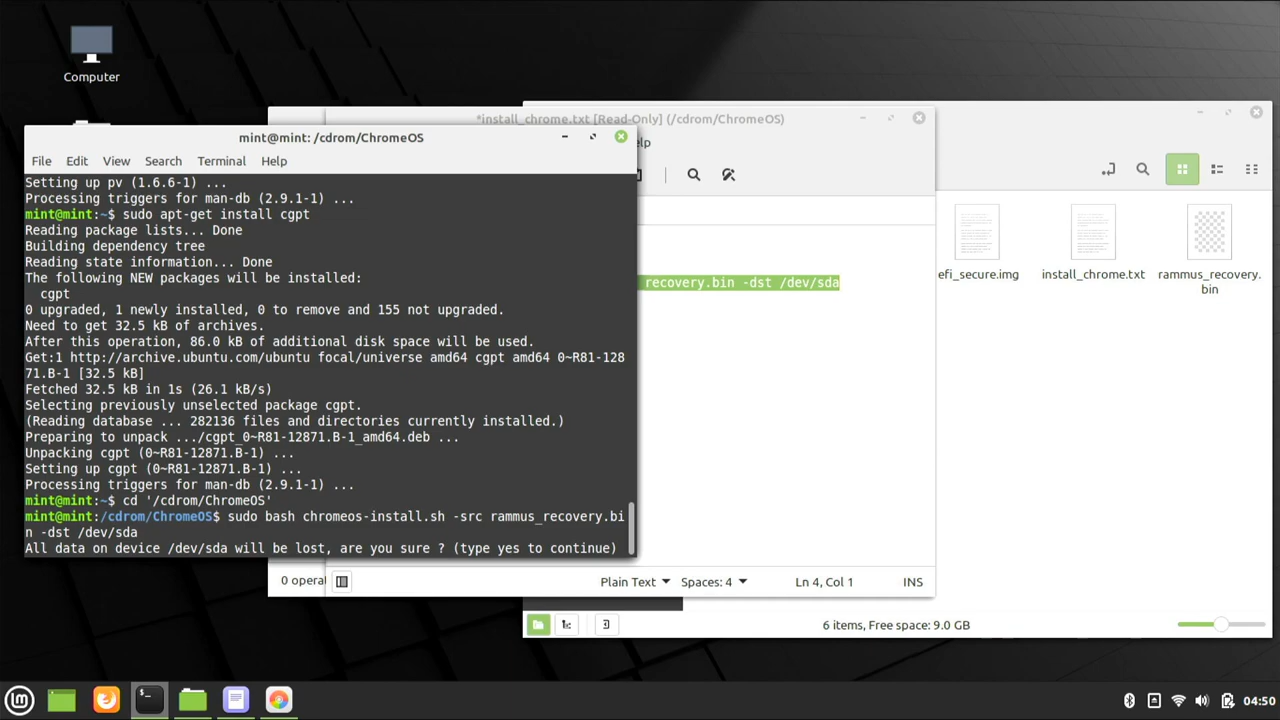 Computer
*install_chrome.txt [Read-Only] (/cdrom/ChromeOS)
elp
mint@mint: /cdrom/ChromeOS
File Edit View Search Terminal Help
Setting up pv (1.6.6-1) ...
Processing triggers for man-db (2.9.1-1) ...
mint@mint:~$ sudo apt-get install cgpt
Reading package lists... Done
Building dependency tree
Reading state information... Done
The following NEW packages will be installed:
cgpt
0 upgraded, 1 newly installed, 0 to remove and 155 not upgraded.
Need to get 32.5 kB of archives.
After this operation, 86.0 kB of additional disk space will be used.
Get:1 http://archive.ubuntu.com/ubuntu focal/universe amd64 cgpt amd64 0~R81-128
71.B-1 [32.5 kB]
Fetched 32.5 kB in 1s (26.1 kB/s)
Selecting previously unselected package cgpt.
(Reading database ... 282136 files and directories currently installed.)
Preparing to unpack .../cgpt_0~R81-12871.B-1_amd64.deb ...
Unpacking cgpt (0~R81-12871.B-1) ...
Setting up cgpt (0~R81-12871.B-1) ...
Processing triggers for man-db (2.9.1-1) ...
mint@mint:~$ cd '/cdrom/ChromeOS'
mint@mint:/cdrom/ChromeOS$ sudo bash chromeos-install.sh -src rammus_recovery.bi
n -dst /dev/sda
All data on device /dev/sda will be lost, are you sure ? (type yes to continue)
recovery.bin -dst /dev/sda
efi_secure.img
install_chrome.txt
rammus_recovery.
bin
0 operat
Plain Text Spaces: 4 Ln 4, Col 1 INS
6 items, Free space: 9.0 GB
lm
$_
04:50